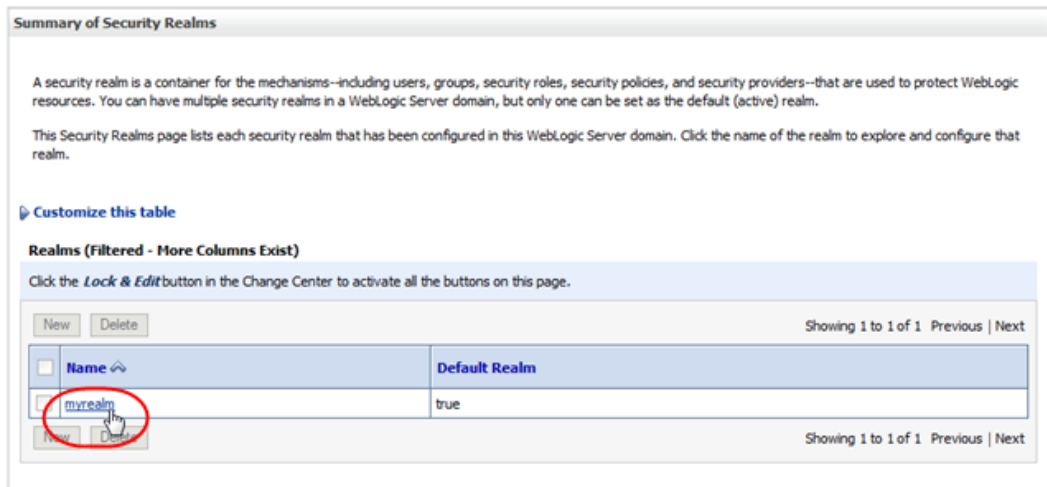 Summary of Security Realms
A security realm is a container for the mechanisms--including users, groups, security roles, security policies, and security providers--that are used to protect WebLogic
resources. You can have multiple security realms in a WebLogic Server domain, but only one can be set as the default (active) realm.
This Security Realms page lists each security realm that has been configured in this WebLogic Server domain. Click the name of the realm to explore and configure that
realm.
Customize this table
Realms (Filtered - More Columns Exist)
Click the Lock & Edit button in the Change Center to activate all the buttons on this page.
New Delete Showing 1 to 1 of 1 Previous | Next
Name Default Realm
myrealm true
New Delete Showing 1 to 1 of 1 Previous | Next